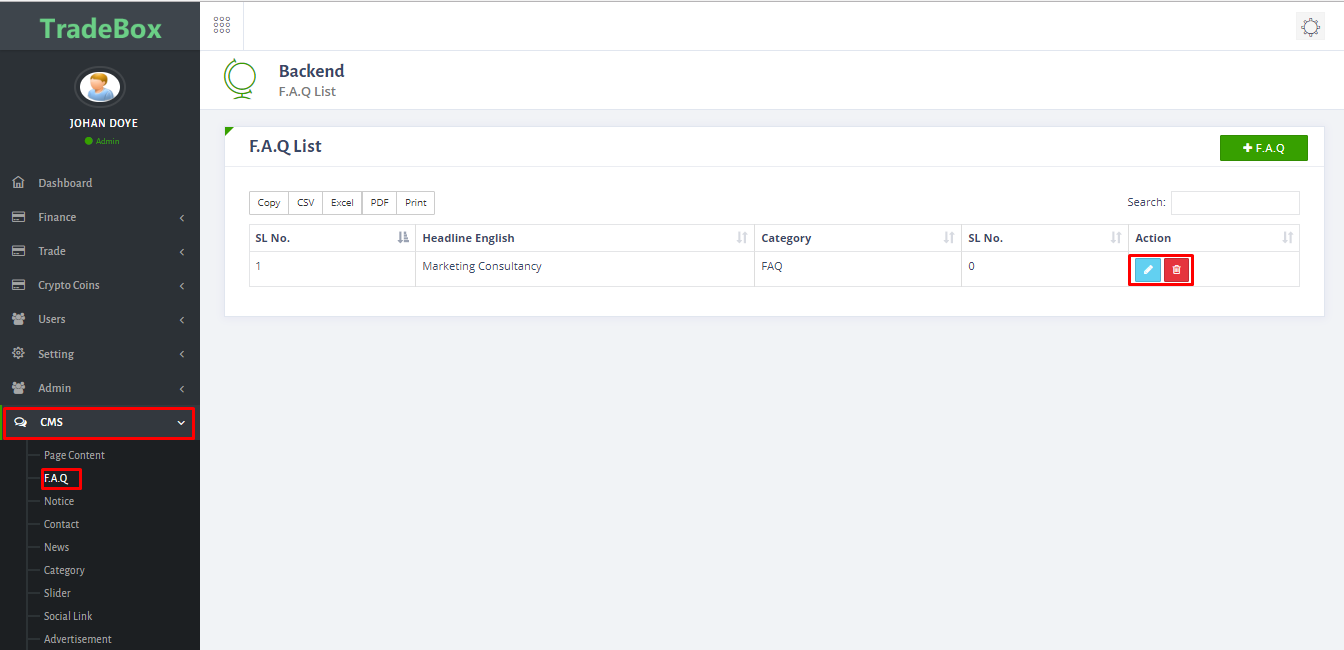 TradeBox
JOHAN DOYE
Admin
Dashboard
Finance
Trade
Crypto Coins
Users
Setting
Admin
CMS
Page Content
F.A.Q
Notice
Contact
News
Category
Slider
Social Link
Advertisement
Backend
F.A.Q List
F.A.Q List
+ F.A.Q
Copy CSV Excel PDF Print
Search:
SL No. Headline English Category SL No. Action
1 Marketing Consultancy FAQ 0